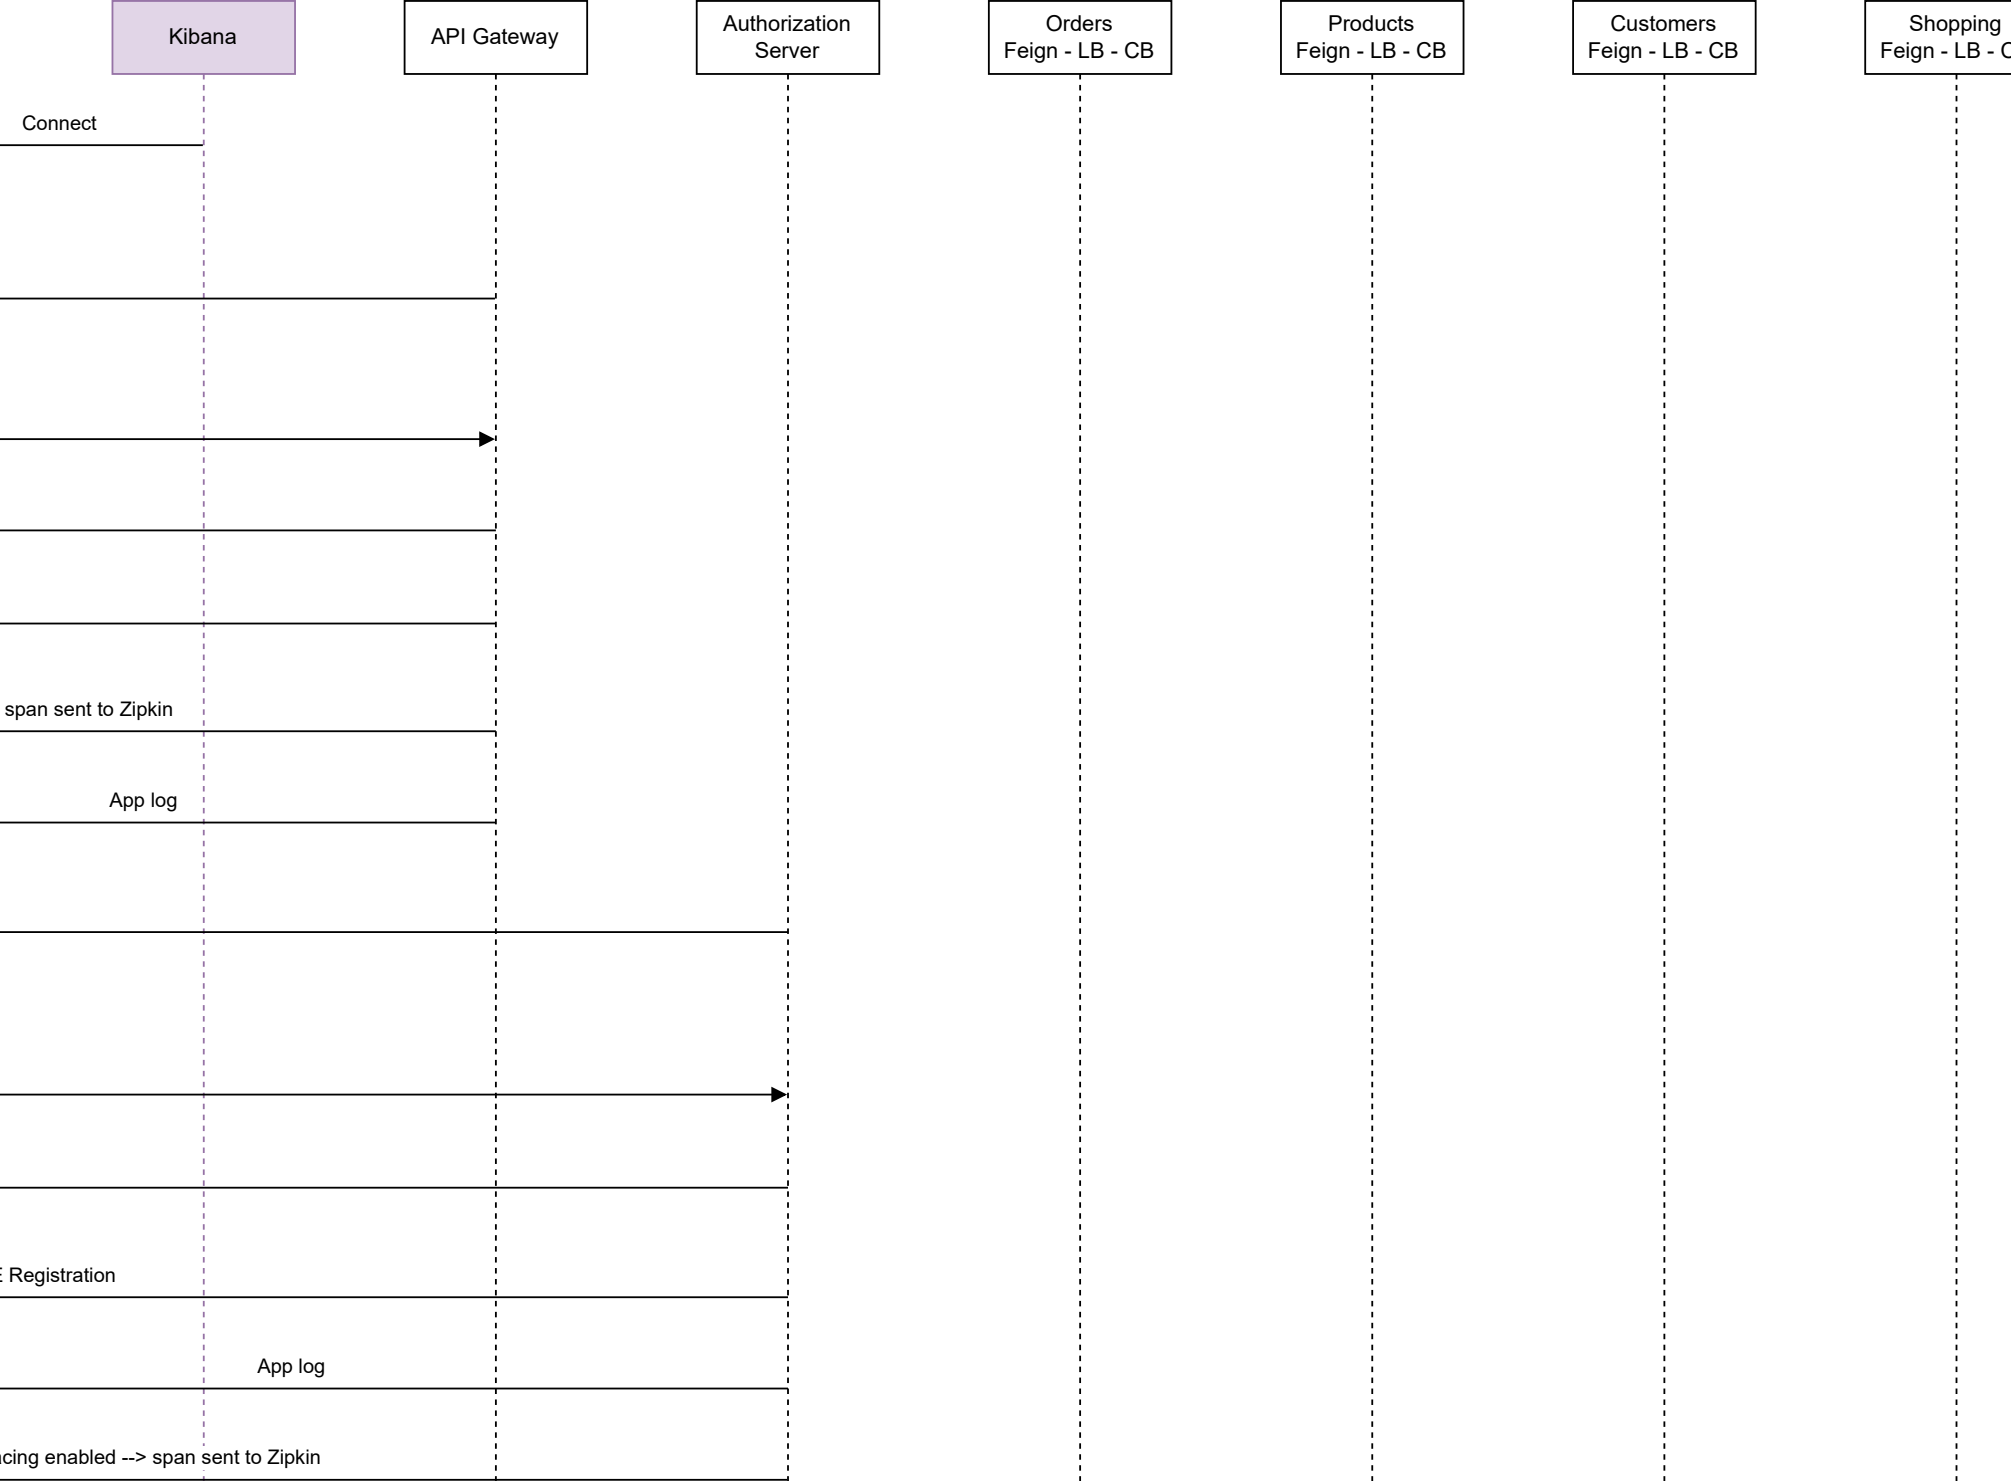 Kibana
API Gateway
Authorization
Server
Orders
Feign - LB - CB
Products
Feign - LB - CB
Customers
Feign - LB - CB
Shopping
Feign - LB -
Connect
span sent to Zipkin
App log
Registration
App log
enabled --> span sent to Zipkin